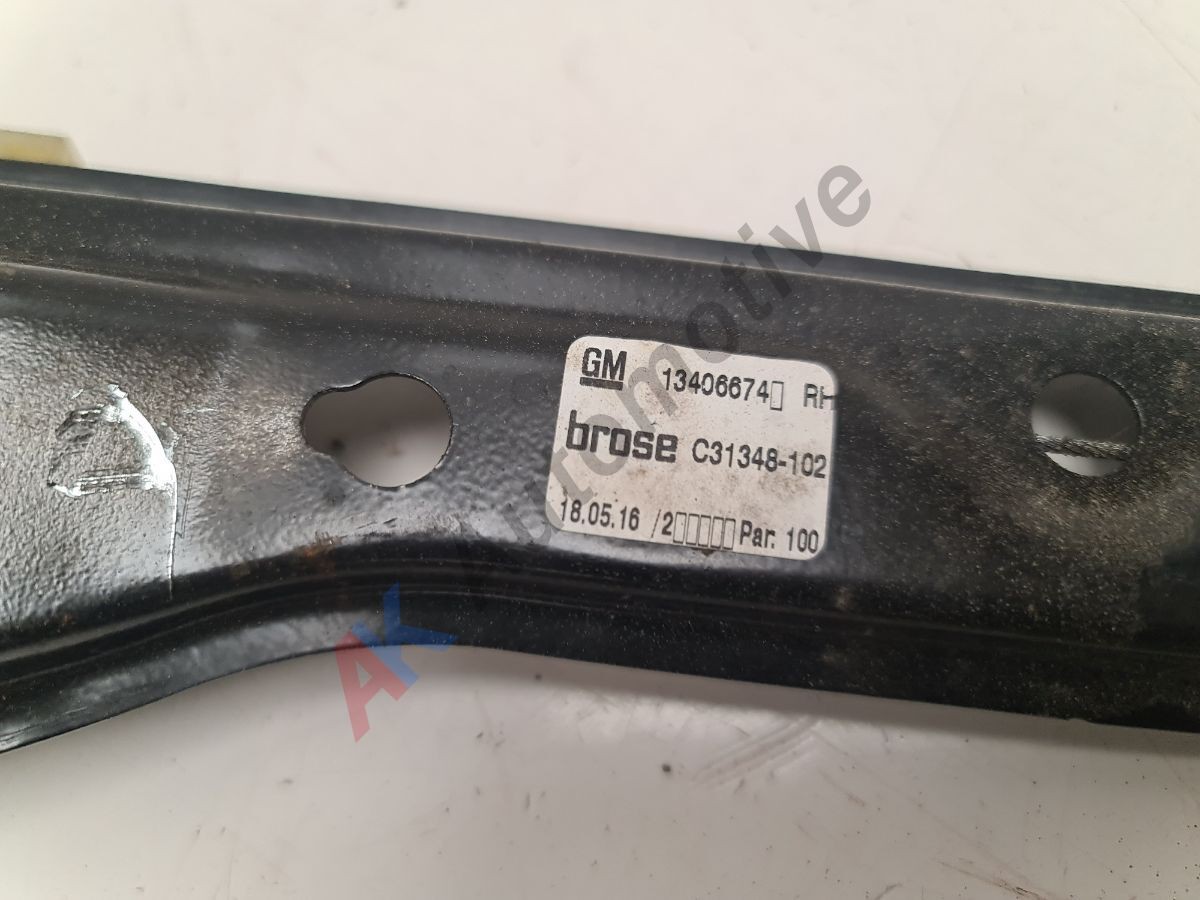 GM 13406674▯ RH
brose C31348-102
18.05.16 /2▯▯▯▯▯ Par. 100
AK Automotive